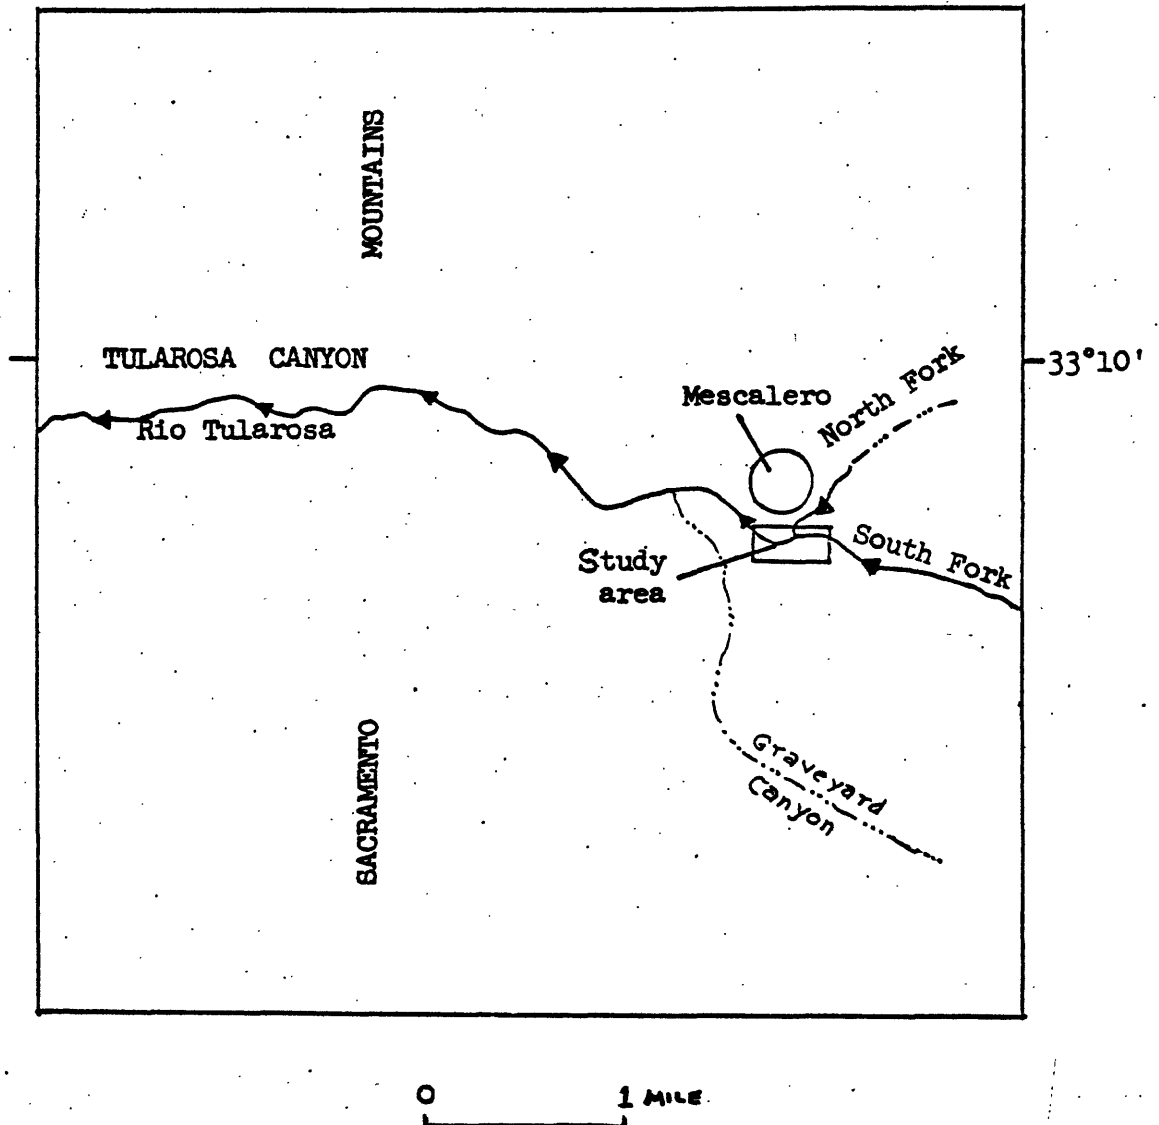 MOUNTAINS
TULAROSA CANYON
33°10'
Rio Tularosa
Mescalero
North Fork
South Fork
Study
area
Graveyard
Canyon
SACRAMENTO
0 1 MILE